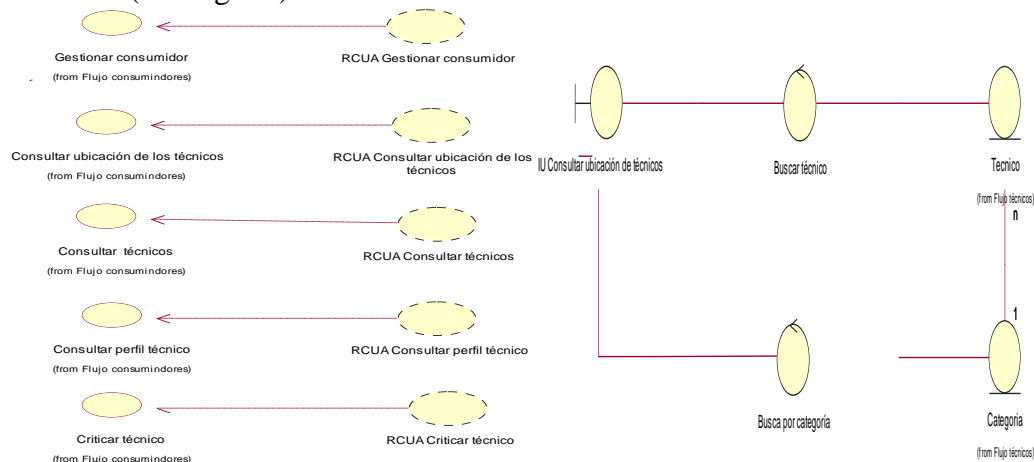 Gestionar consumidor
(from Flujo consumindores)
RCUA Gestionar consumidor
Consultar ubicación de los técnicos
(from Flujo consumindores)
RCUA Consultar ubicación de los
técnicos
Consultar técnicos
(from Flujo consumindores)
RCUA Consultar técnicos
Consultar perfil técnico
(from Flujo consumindores)
RCUA Consultar perfil técnico
Criticar técnico
(from Flujo consumindores)
RCUA Criticar técnico
IU Consultar ubicación de técnicos
Buscar técnico
Tecnico
(from Flujo técnicos)
n
1
Busca por categoría
Categoria
(from Flujo técnicos)